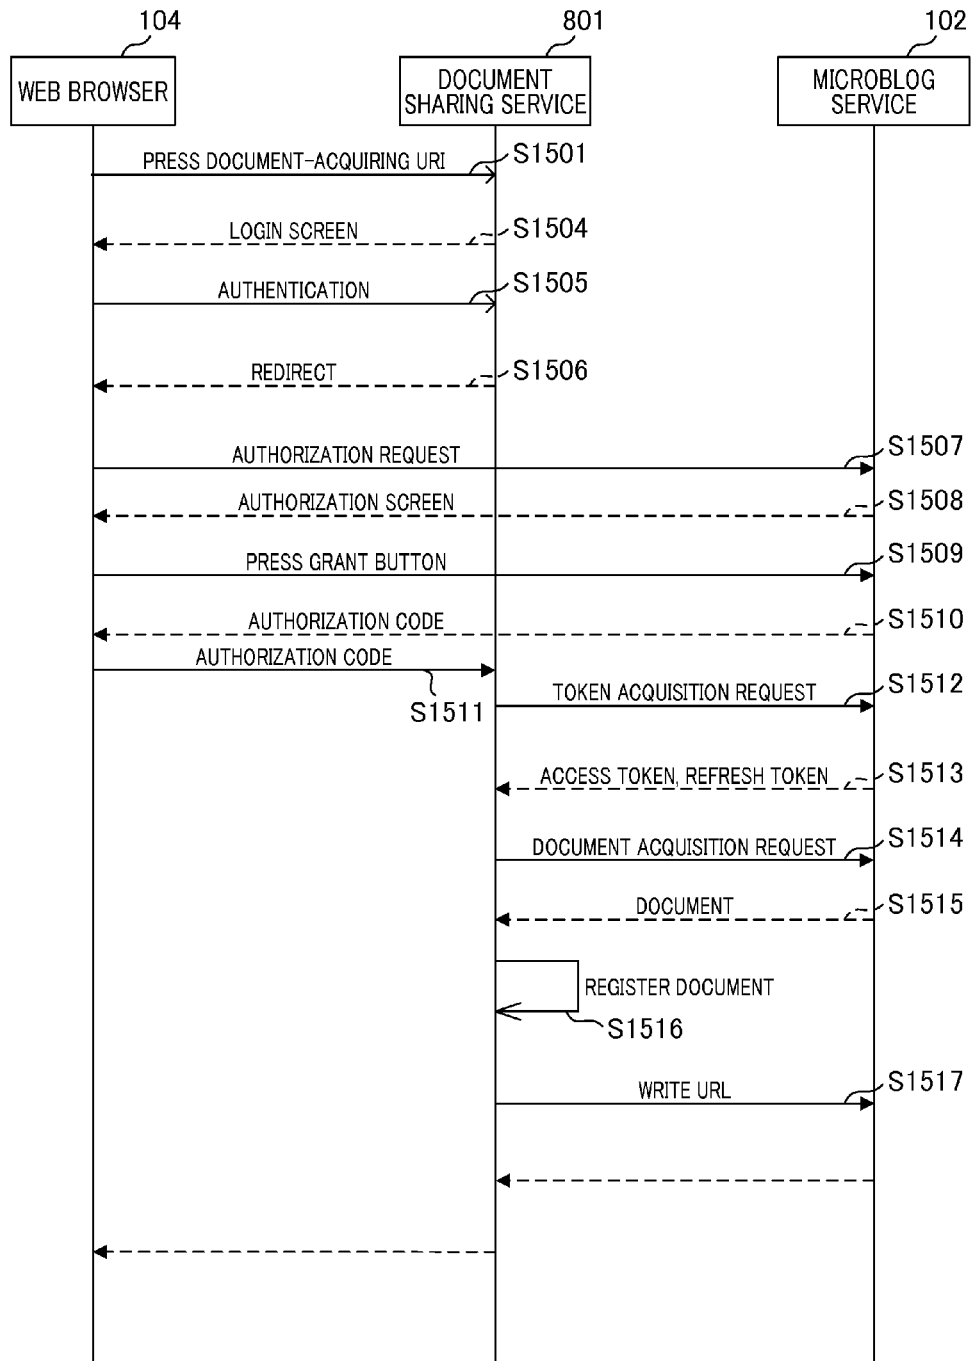 104
801
102
WEB BROWSER
DOCUMENT
SHARING SERVICE
MICROBLOG
SERVICE
PRESS DOCUMENT-ACQUIRING URI
S1501
LOGIN SCREEN
S1504
AUTHENTICATION
S1505
REDIRECT
S1506
AUTHORIZATION REQUEST
S1507
AUTHORIZATION SCREEN
S1508
PRESS GRANT BUTTON
S1509
AUTHORIZATION CODE
S1510
AUTHORIZATION CODE
S1511
TOKEN ACQUISITION REQUEST
S1512
ACCESS TOKEN, REFRESH TOKEN
S1513
DOCUMENT ACQUISITION REQUEST
S1514
DOCUMENT
S1515
REGISTER DOCUMENT
S1516
WRITE URL
S1517